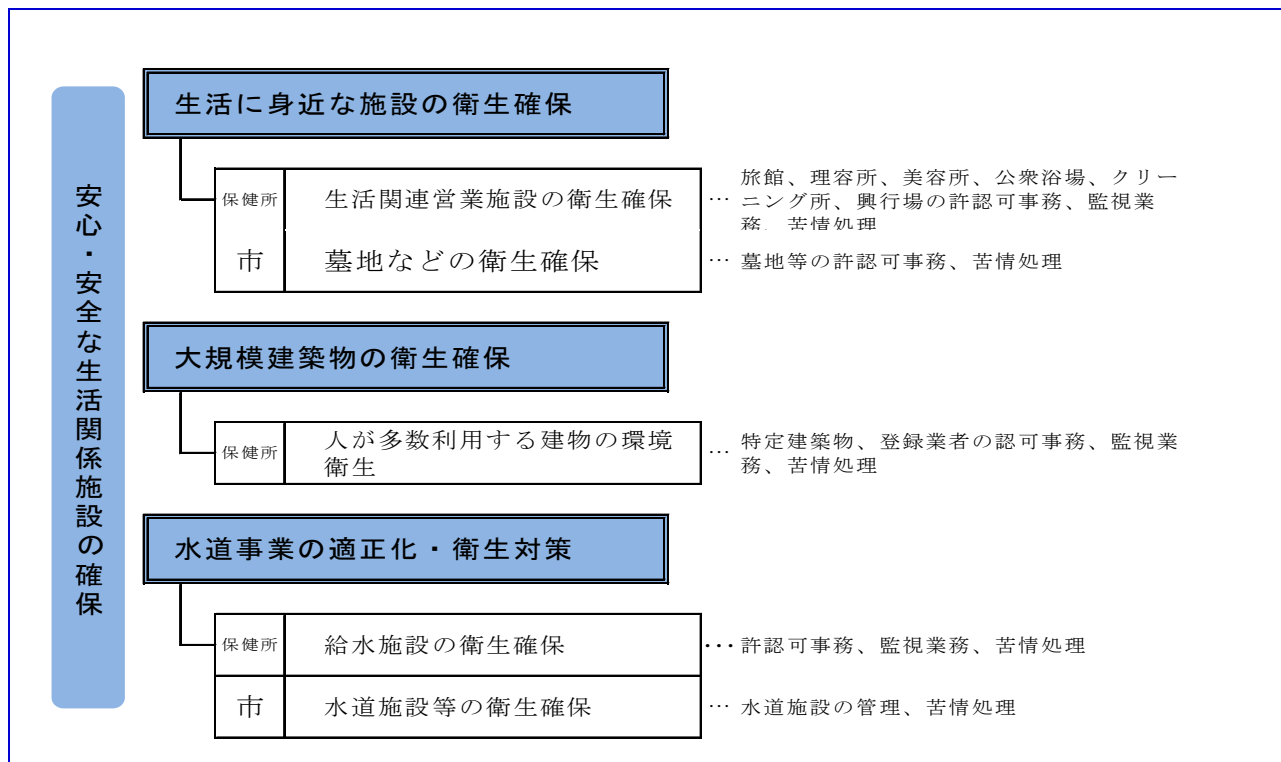 安心・安全な生活関係施設の確保
生活に身近な施設の衛生確保
保健所
生活関連営業施設の衛生確保
… 旅館、理容所、美容所、公衆浴場、クリー
ニング所、興行場の許認可事務、監視業
務、苦情処理
市
墓地などの衛生確保
… 墓地等の許認可事務、苦情処理
大規模建築物の衛生確保
保健所
人が多数利用する建物の環境
衛生
… 特定建築物、登録業者の認可事務、監視業
務、苦情処理
水道事業の適正化・衛生対策
保健所
給水施設の衛生確保
… 許認可事務、監視業務、苦情処理
市
水道施設等の衛生確保
… 水道施設の管理、苦情処理